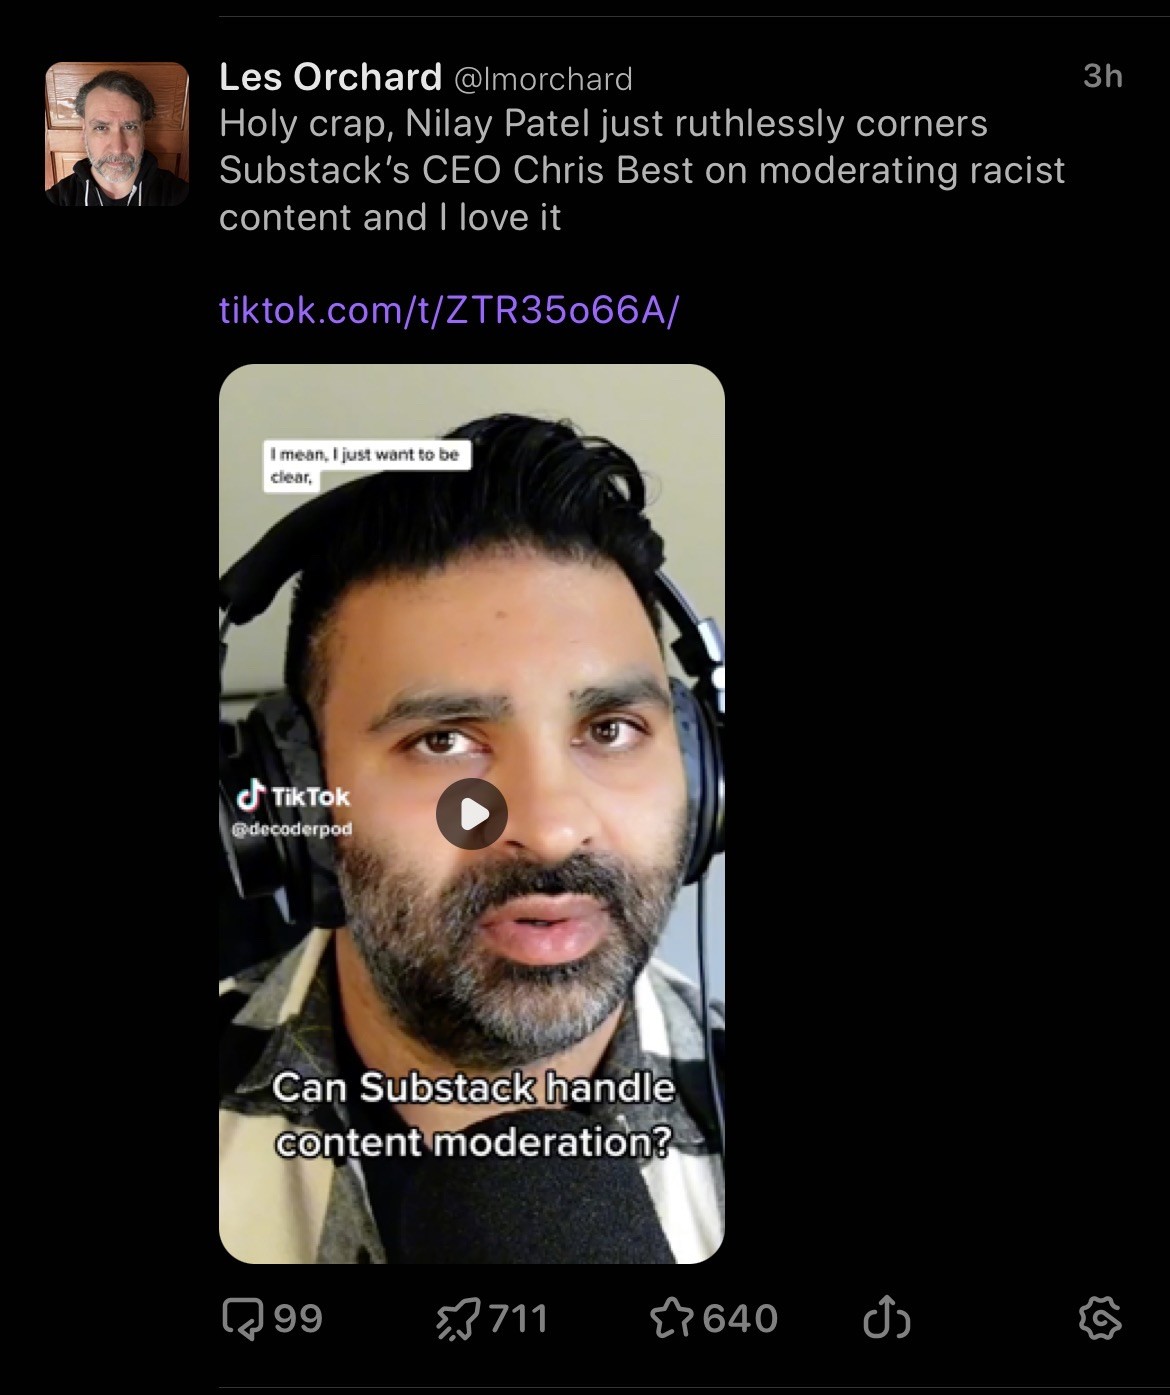 Les Orchard @lmorchard 3h
Holy crap, Nilay Patel just ruthlessly corners
Substack’s CEO Chris Best on moderating racist
content and I love it
tiktok.com/t/ZTR35o66A/
I mean, I just want to be
clear,
TikTok
@decoderpod
Can Substack handle
content moderation?
99 711 640